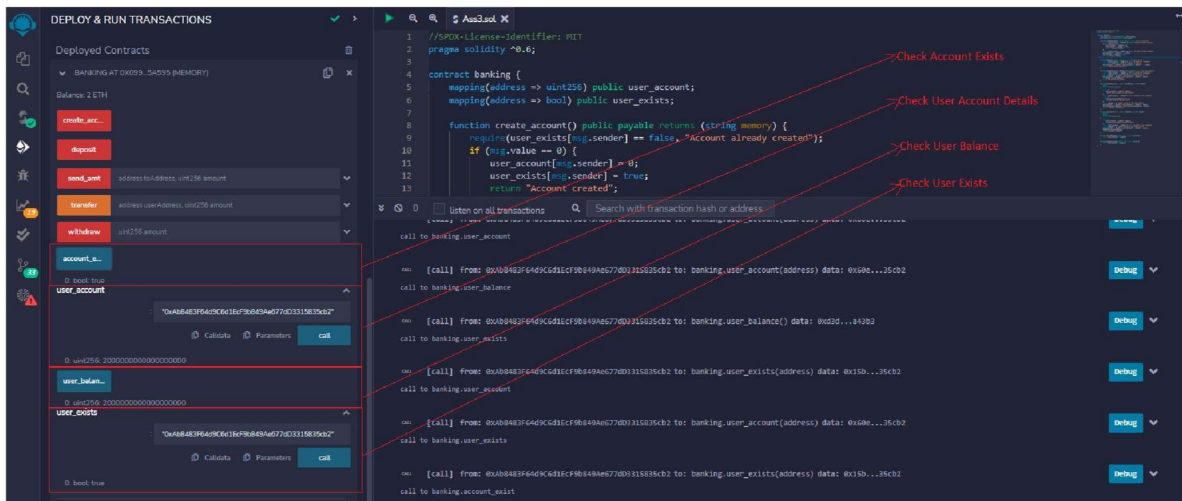 DEPLOY & RUN TRANSACTIONS
Deployed Contracts
BANKING AT 0X099...5A595 (MEMORY)
Balance: 2 ETH
create_acc...
deposit
send_amt address toAddress, uint256 amount
transfer address userAddress, uint256 amount
withdraw uint256 amount
account_e...
0: bool: true
user_account
"0xAb8483F64d9C6d1EcF9b849Ae677dD3315835cb2"
Calldata Parameters call
0: uint256: 2000000000000000000
user_balan...
0: uint256: 2000000000000000000
user_exists
"0xAb8483F64d9C6d1EcF9b849Ae677dD3315835cb2"
Calldata Parameters call
0: bool: true
19
33
Ass3.sol
1 //SPDX-License-Identifier: MIT
2 pragma solidity ^0.6;
3
4 contract banking {
5 mapping(address => uint256) public user_account;
6 mapping(address => bool) public user_exists;
7
8 function create_account() public payable returns (string memory) {
9 require(user_exists[msg.sender] == false, "Account already created");
10 if (msg.value == 0) {
11 user_account[msg.sender] = 0;
12 user_exists[msg.sender] = true;
13 return "Account created";
Check Account Exists
Check User Account Details
Check User Balance
Check User Exists
0 listen on all transactions Search with transaction hash or address
Debug
call to banking.user_account
CALL [call] from: 0xAb8483F64d9C6d1EcF9b849Ae677dD3315835cb2 to: banking.user_account(address) data: 0x60e...35cb2 Debug
call to banking.user_balance
CALL [call] from: 0xAb8483F64d9C6d1EcF9b849Ae677dD3315835cb2 to: banking.user_balance() data: 0xd3d...a43b3 Debug
call to banking.user_exists
CALL [call] from: 0xAb8483F64d9C6d1EcF9b849Ae677dD3315835cb2 to: banking.user_exists(address) data: 0x15b...35cb2 Debug
call to banking.user_account
CALL [call] from: 0xAb8483F64d9C6d1EcF9b849Ae677dD3315835cb2 to: banking.user_account(address) data: 0x60e...35cb2 Debug
call to banking.user_exists
CALL [call] from: 0xAb8483F64d9C6d1EcF9b849Ae677dD3315835cb2 to: banking.user_exists(address) data: 0x15b...35cb2 Debug
call to banking.account_exist